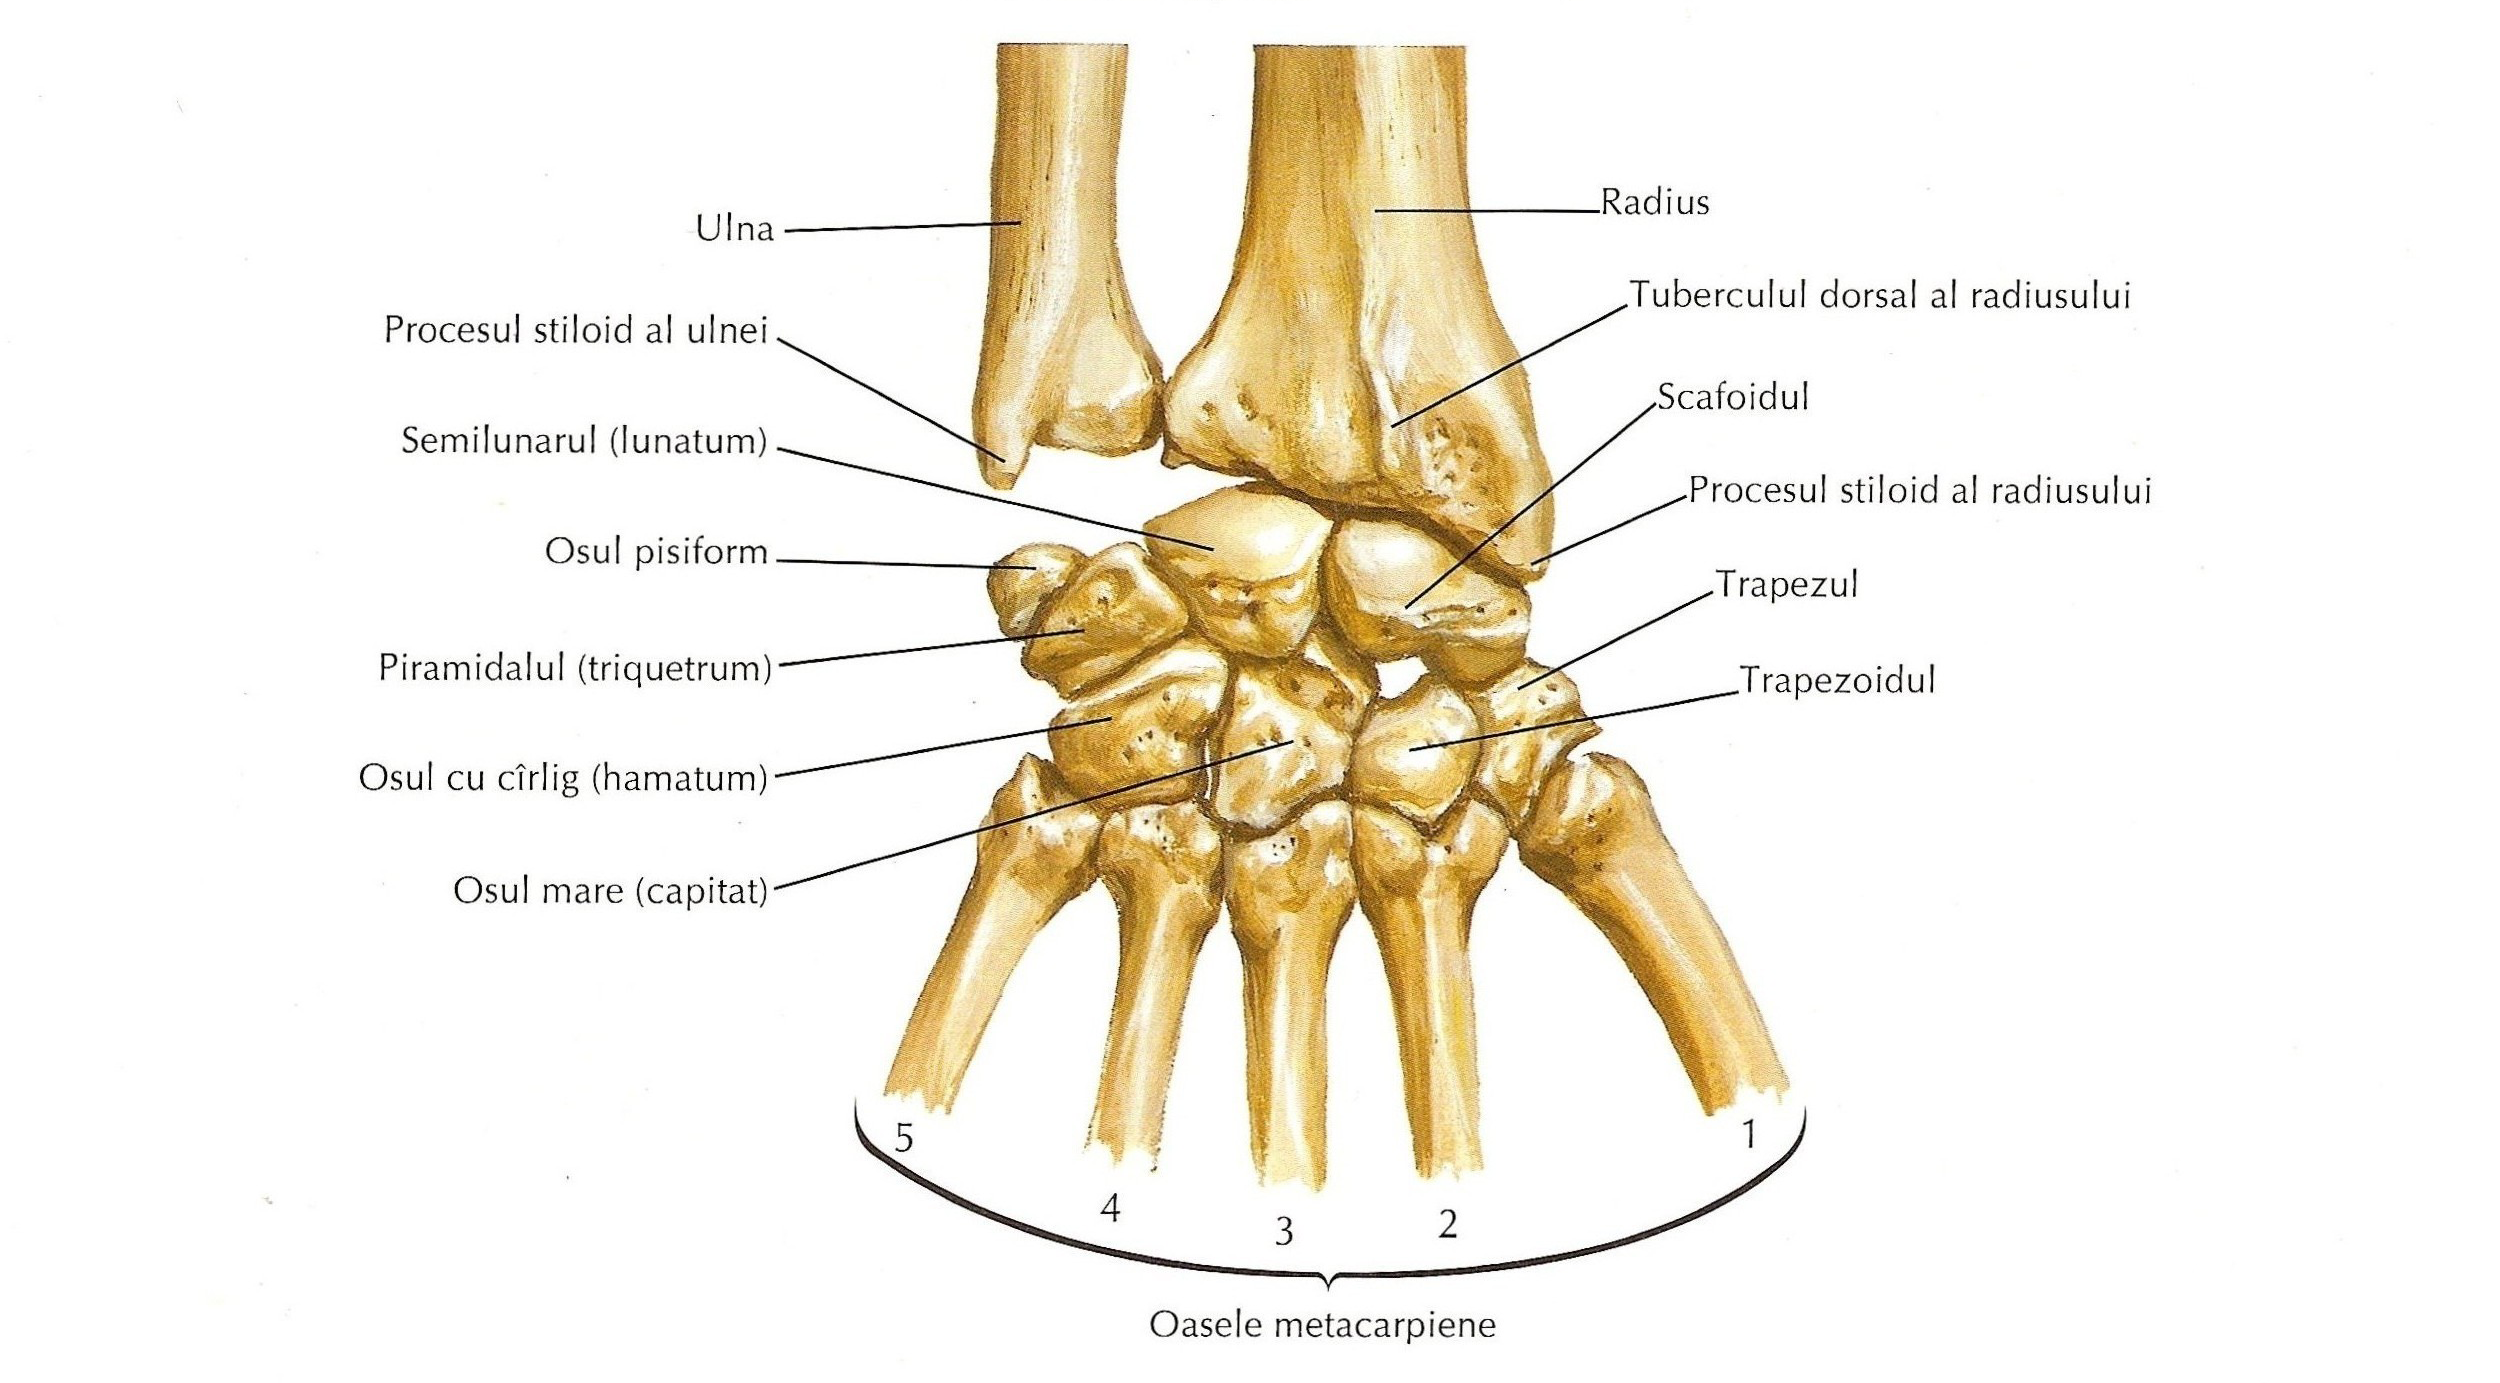 Ulna
Procesul stiloid al ulnei
Semilunarul (lunatum)
Osul pisiform
Piramidalul (triquetrum)
Osul cu cîrlig (hamatum)
Osul mare (capitat)
Radius
Tuberculul dorsal al radiusului
Scafoidul
Procesul stiloid al radiusului
Trapezul
Trapezoidul
5
4
3
2
1
Oasele metacarpiene